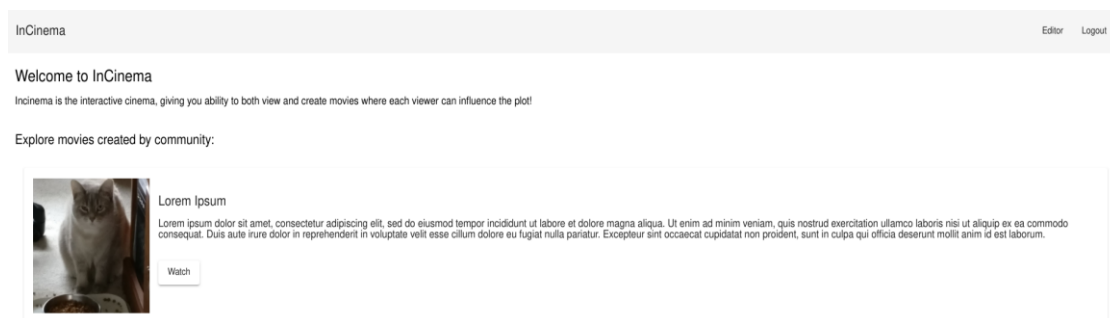 InCinema
Editor
Logout
Welcome to InCinema
Incinema is the interactive cinema, giving you ability to both view and create movies where each viewer can influence the plot!
Explore movies created by community:
Lorem Ipsum
Lorem ipsum dolor sit amet, consectetur adipiscing elit, sed do eiusmod tempor incididunt ut labore et dolore magna aliqua. Ut enim ad minim veniam, quis nostrud exercitation ullamco laboris nisi ut aliquip ex ea commodo
consequat. Duis aute irure dolor in reprehenderit in voluptate velit esse cillum dolore eu fugiat nulla pariatur. Excepteur sint occaecat cupidatat non proident, sunt in culpa qui officia deserunt mollit anim id est laborum.
Watch